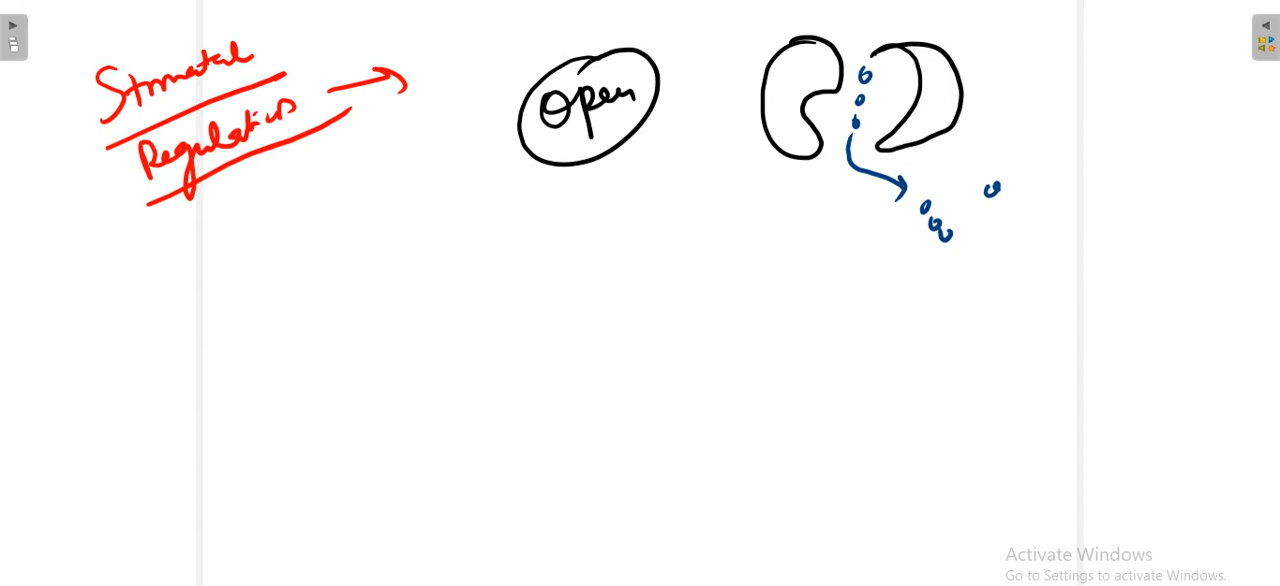 Stomatal
Regulation
Open
Activate Windows
Go to Settings to activate Windows.